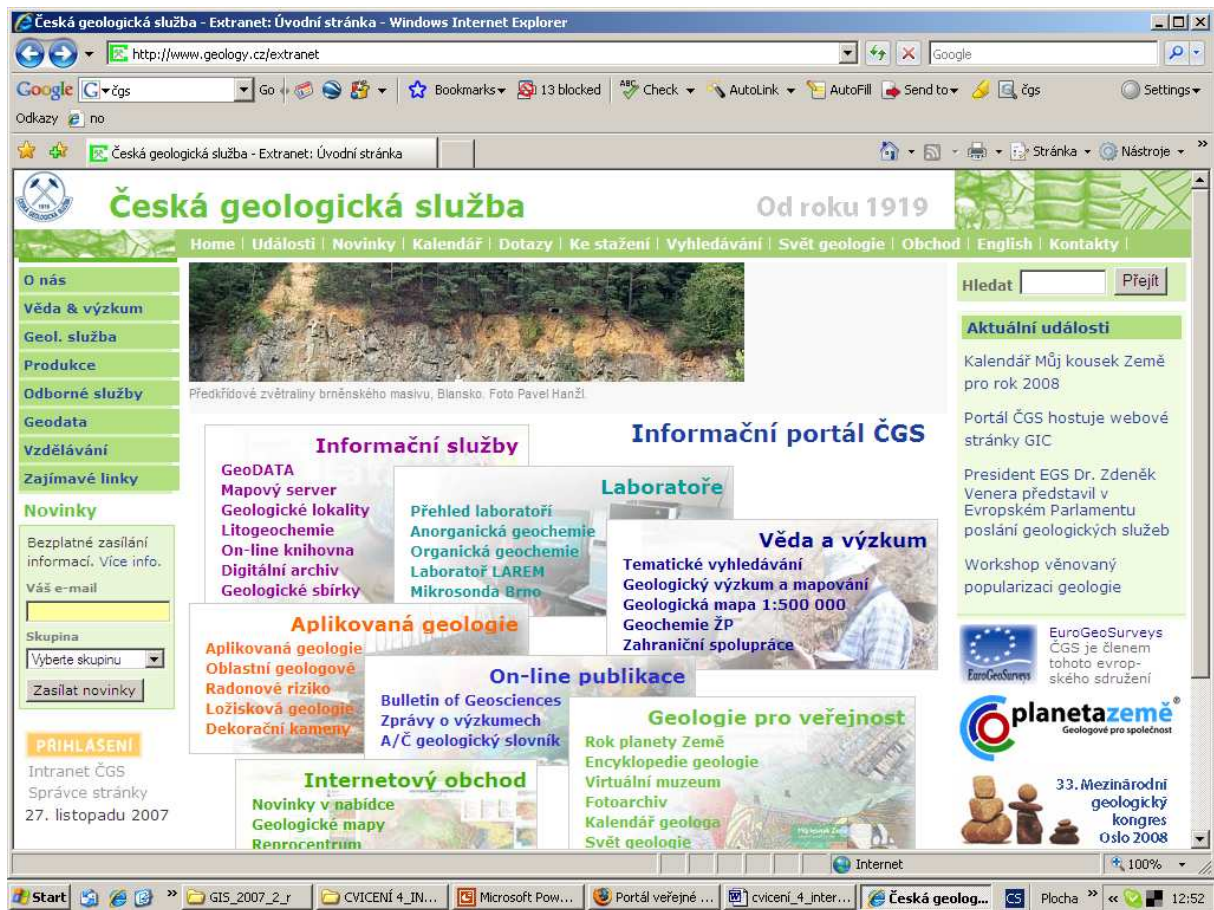 Česká geologická služba - Extranet: Úvodní stránka - Windows Internet Explorer
http://www.geology.cz/extranet
Google
Google
G
čgs
Go
Bookmarks
13 blocked
Check
AutoLink
AutoFill
Send to
čgs
Settings
Odkazy
no
Česká geologická služba - Extranet: Úvodní stránka
Stránka
Nástroje
Česká geologická služba
Od roku 1919
Home | Události | Novinky | Kalendář | Dotazy | Ke stažení | Vyhledávání | Svět geologie | Obchod | English | Kontakty |
O nás
Věda & výzkum
Geol. služba
Produkce
Odborné služby
Geodata
Vzdělávání
Zajímavé linky
Novinky
Bezplatné zasílání
informací. Více info.
Váš e-mail
Skupina
Vyberte skupinu
Zasílat novinky
PŘIHLÁŠENÍ
Intranet ČGS
Správce stránky
27. listopadu 2007
Předkřídové zvětraliny brněnského masivu, Blansko. Foto Pavel Hanžl.
Informační portál ČGS
Informační služby
GeoDATA
Mapový server
Geologické lokality
Litogeochemie
On-line knihovna
Digitální archiv
Geologické sbírky
Laboratoře
Přehled laboratoří
Anorganická geochemie
Organická geochemie
Laboratoř LAREM
Mikrosonda Brno
Věda a výzkum
Tematické vyhledávání
Geologický výzkum a mapování
Geologická mapa 1:500 000
Geochemie ŽP
Zahraniční spolupráce
Aplikovaná geologie
Aplikovaná geologie
Oblastní geologové
Radonové riziko
Ložisková geologie
Dekorační kameny
On-line publikace
Bulletin of Geosciences
Zprávy o výzkumech
A/Č geologický slovník
Geologie pro veřejnost
Rok planety Země
Encyklopedie geologie
Virtuální muzeum
Fotoarchiv
Kalendář geologa
Svět geologie
Internetový obchod
Novinky v nabídce
Geologické mapy
Reprocentrum
Hledat
Přejít
Aktuální události
Kalendář Můj kousek Země
pro rok 2008
Portál ČGS hostuje webové
stránky GIC
President EGS Dr. Zdeněk
Venera představil v
Evropském Parlamentu
poslání geologických služeb
Workshop věnovaný
popularizaci geologie
EuroGeoSurveys
EuroGeoSurveys
ČGS je členem
tohoto evrop-
ského sdružení
planetazemě®
Geologové pro společnost
33. Mezinárodní
geologický
kongres
Oslo 2008
Internet
100%
Start
GIS_2007_2_r
CVICENÍ 4_IN...
Microsoft Pow...
Portál veřejné ...
cvicení_4_inter...
Česká geolog...
CS
Plocha
12:52